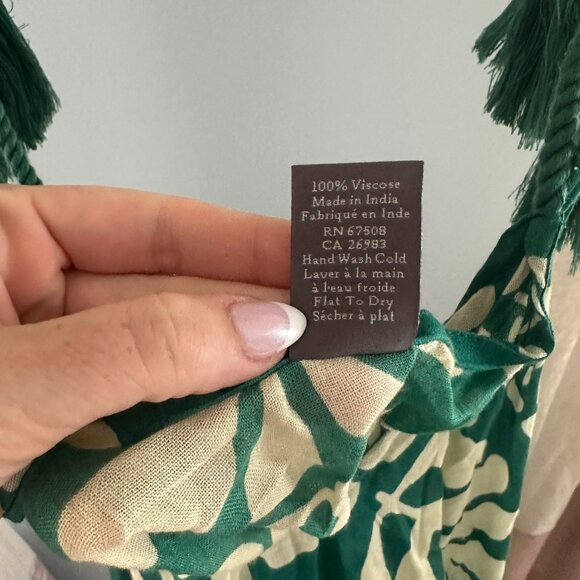 100% Viscose
Made in India
Fabriqué en Inde
RN 67508
CA 26983
Hand Wash Cold
Laver à la main
à l'eau froide
Flat To Dry
Sécher à plat